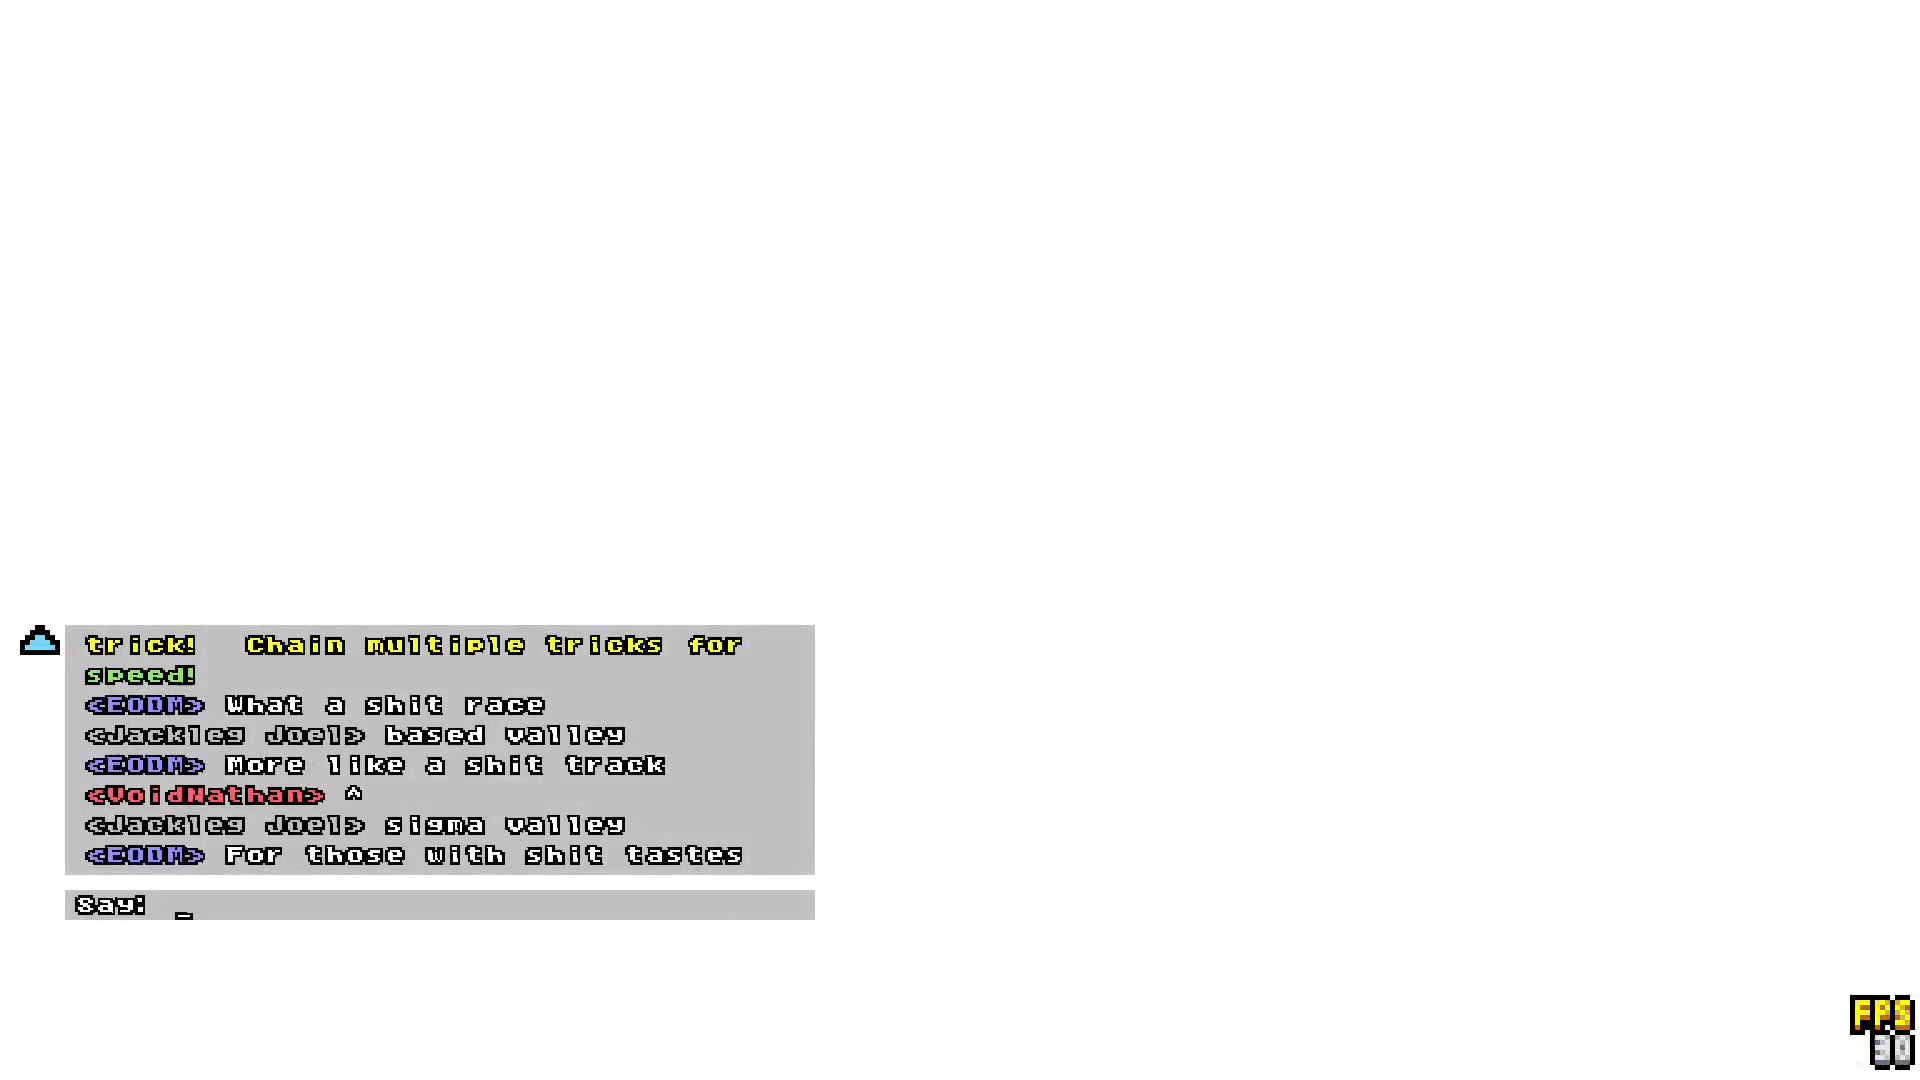 trick! Chain multiple tricks for
speed!
<EODM> What a shit race
<Jackleg Joel> based valley
<EODM> More like a shit track
<VoidNathan> ^
<Jackleg Joel> sigma valley
<EODM> For those with shit tastes
Say: _
FPS
30